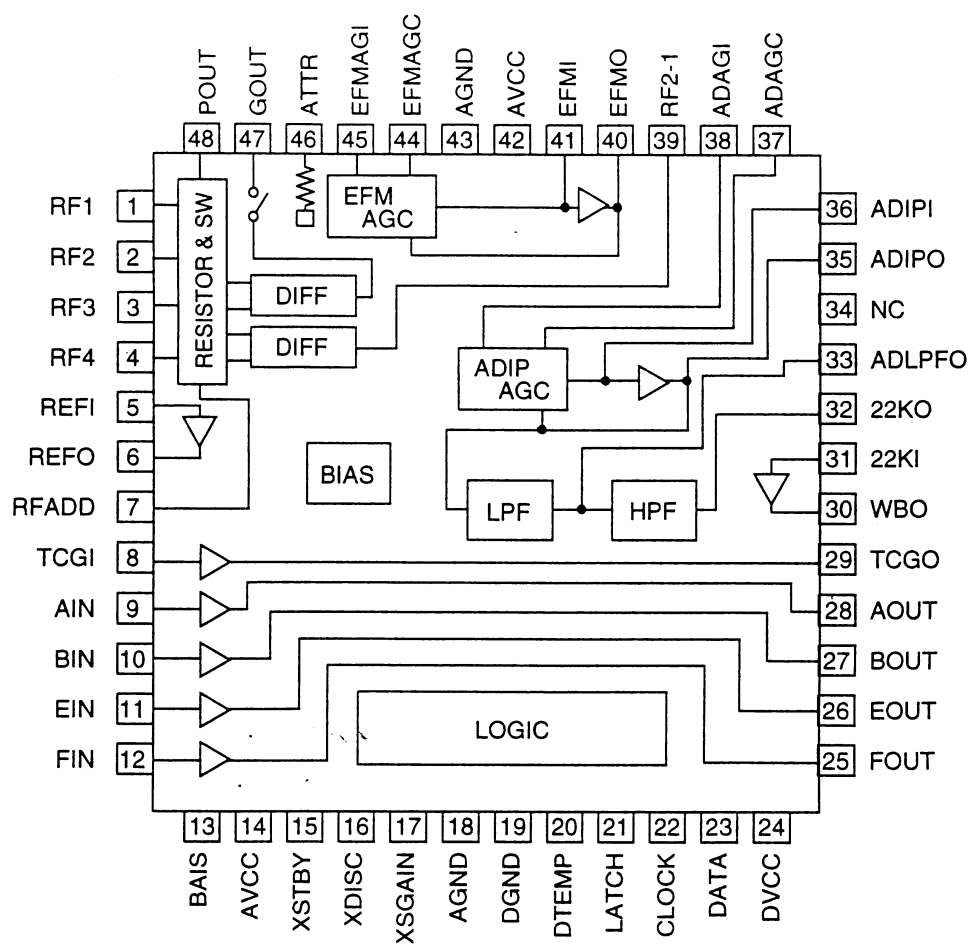 POUT GOUT ATTR EFMAGI EFMAGC AGND AVCC EFMI EFMO RF2-1 ADAGI ADAGC
48 47 46 45 44 43 42 41 40 39 38 37
RF1 1
RF2 2
RF3 3
RF4 4
REFI 5
REFO 6
RFADD 7
TCGI 8
AIN 9
BIN 10
EIN 11
FIN 12
RESISTOR & SW
EFM
AGC
DIFF
DIFF
ADIP
AGC
BIAS
LPF
HPF
LOGIC
36 ADIPI
35 ADIPO
34 NC
33 ADLPFO
32 22KO
31 22KI
30 WBO
29 TCGO
28 AOUT
27 BOUT
26 EOUT
25 FOUT
13 14 15 16 17 18 19 20 21 22 23 24
BAIS AVCC XSTBY XDISC XSGAIN AGND DGND DTEMP LATCH CLOCK DATA DVCC